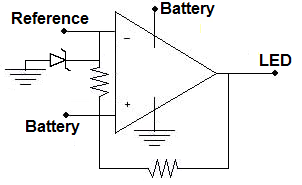 Battery
Reference
−
LED
+
Battery